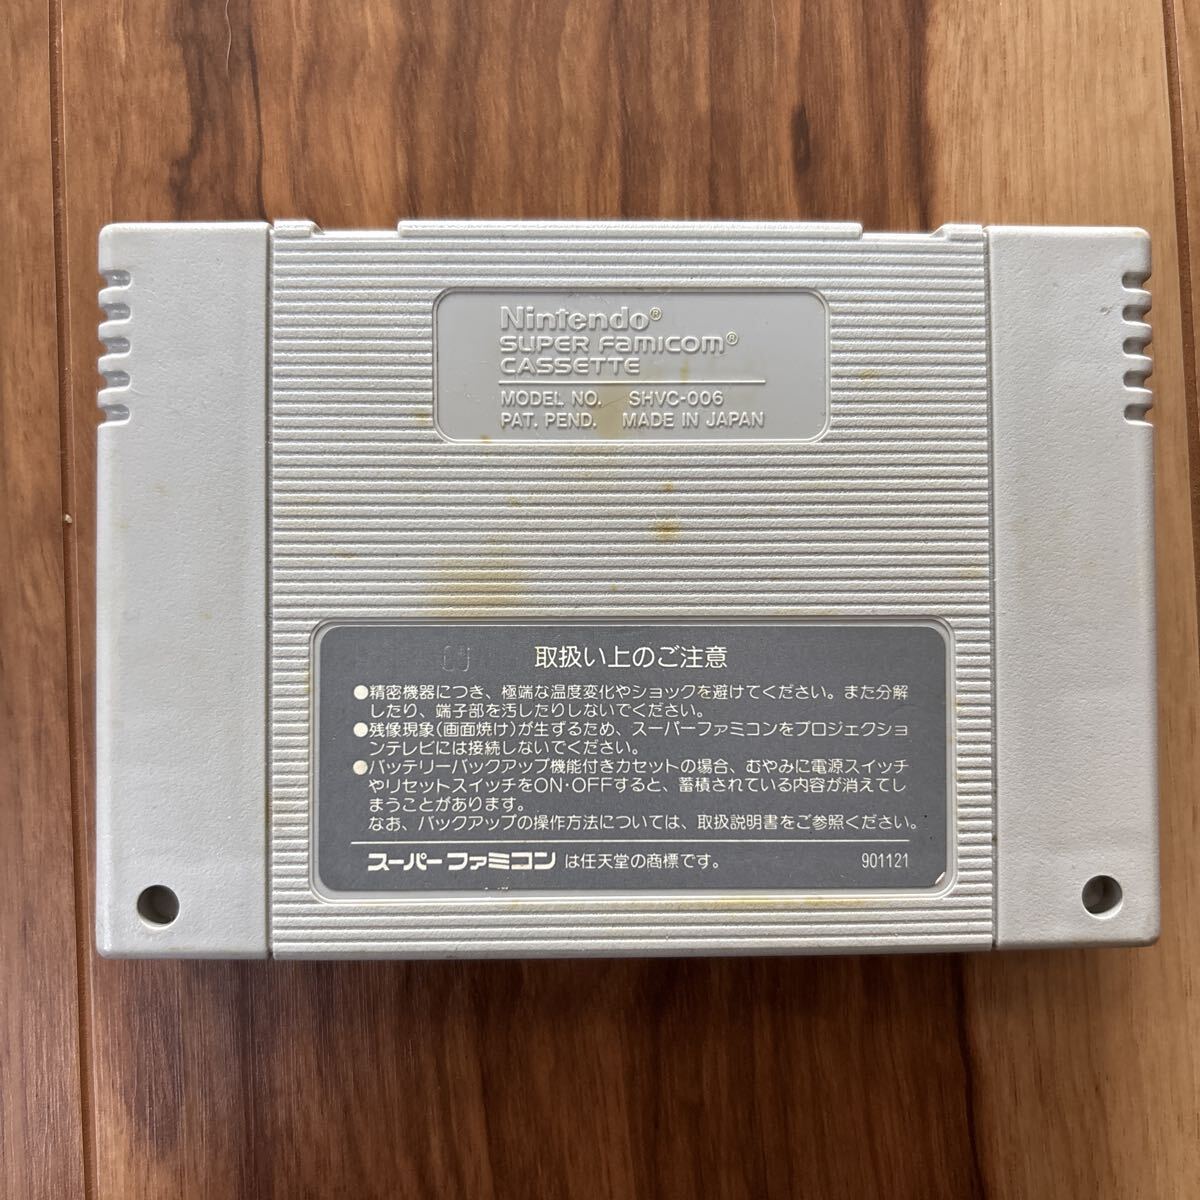 Nintendo®
SUPER FAMICOM®
CASSETTE
MODEL NO. SHVC-006
PAT. PEND. MADE IN JAPAN
取扱い上のご注意
●精密機器につき、極端な温度変化やショックを避けてください。また分解
したり、端子部を汚したりしないでください。
●残像現象(画面焼け)が生ずるため、スーパーファミコンをプロジェクショ
ンテレビには接続しないでください。
●バッテリーバックアップ機能付きカセットの場合、むやみに電源スイッチ
やリセットスイッチをON・OFFすると、蓄積されている内容が消えてし
まうことがあります。
なお、バックアップの操作方法については、取扱説明書をご参照ください。
スーパーファミコン は任天堂の商標です。 901121